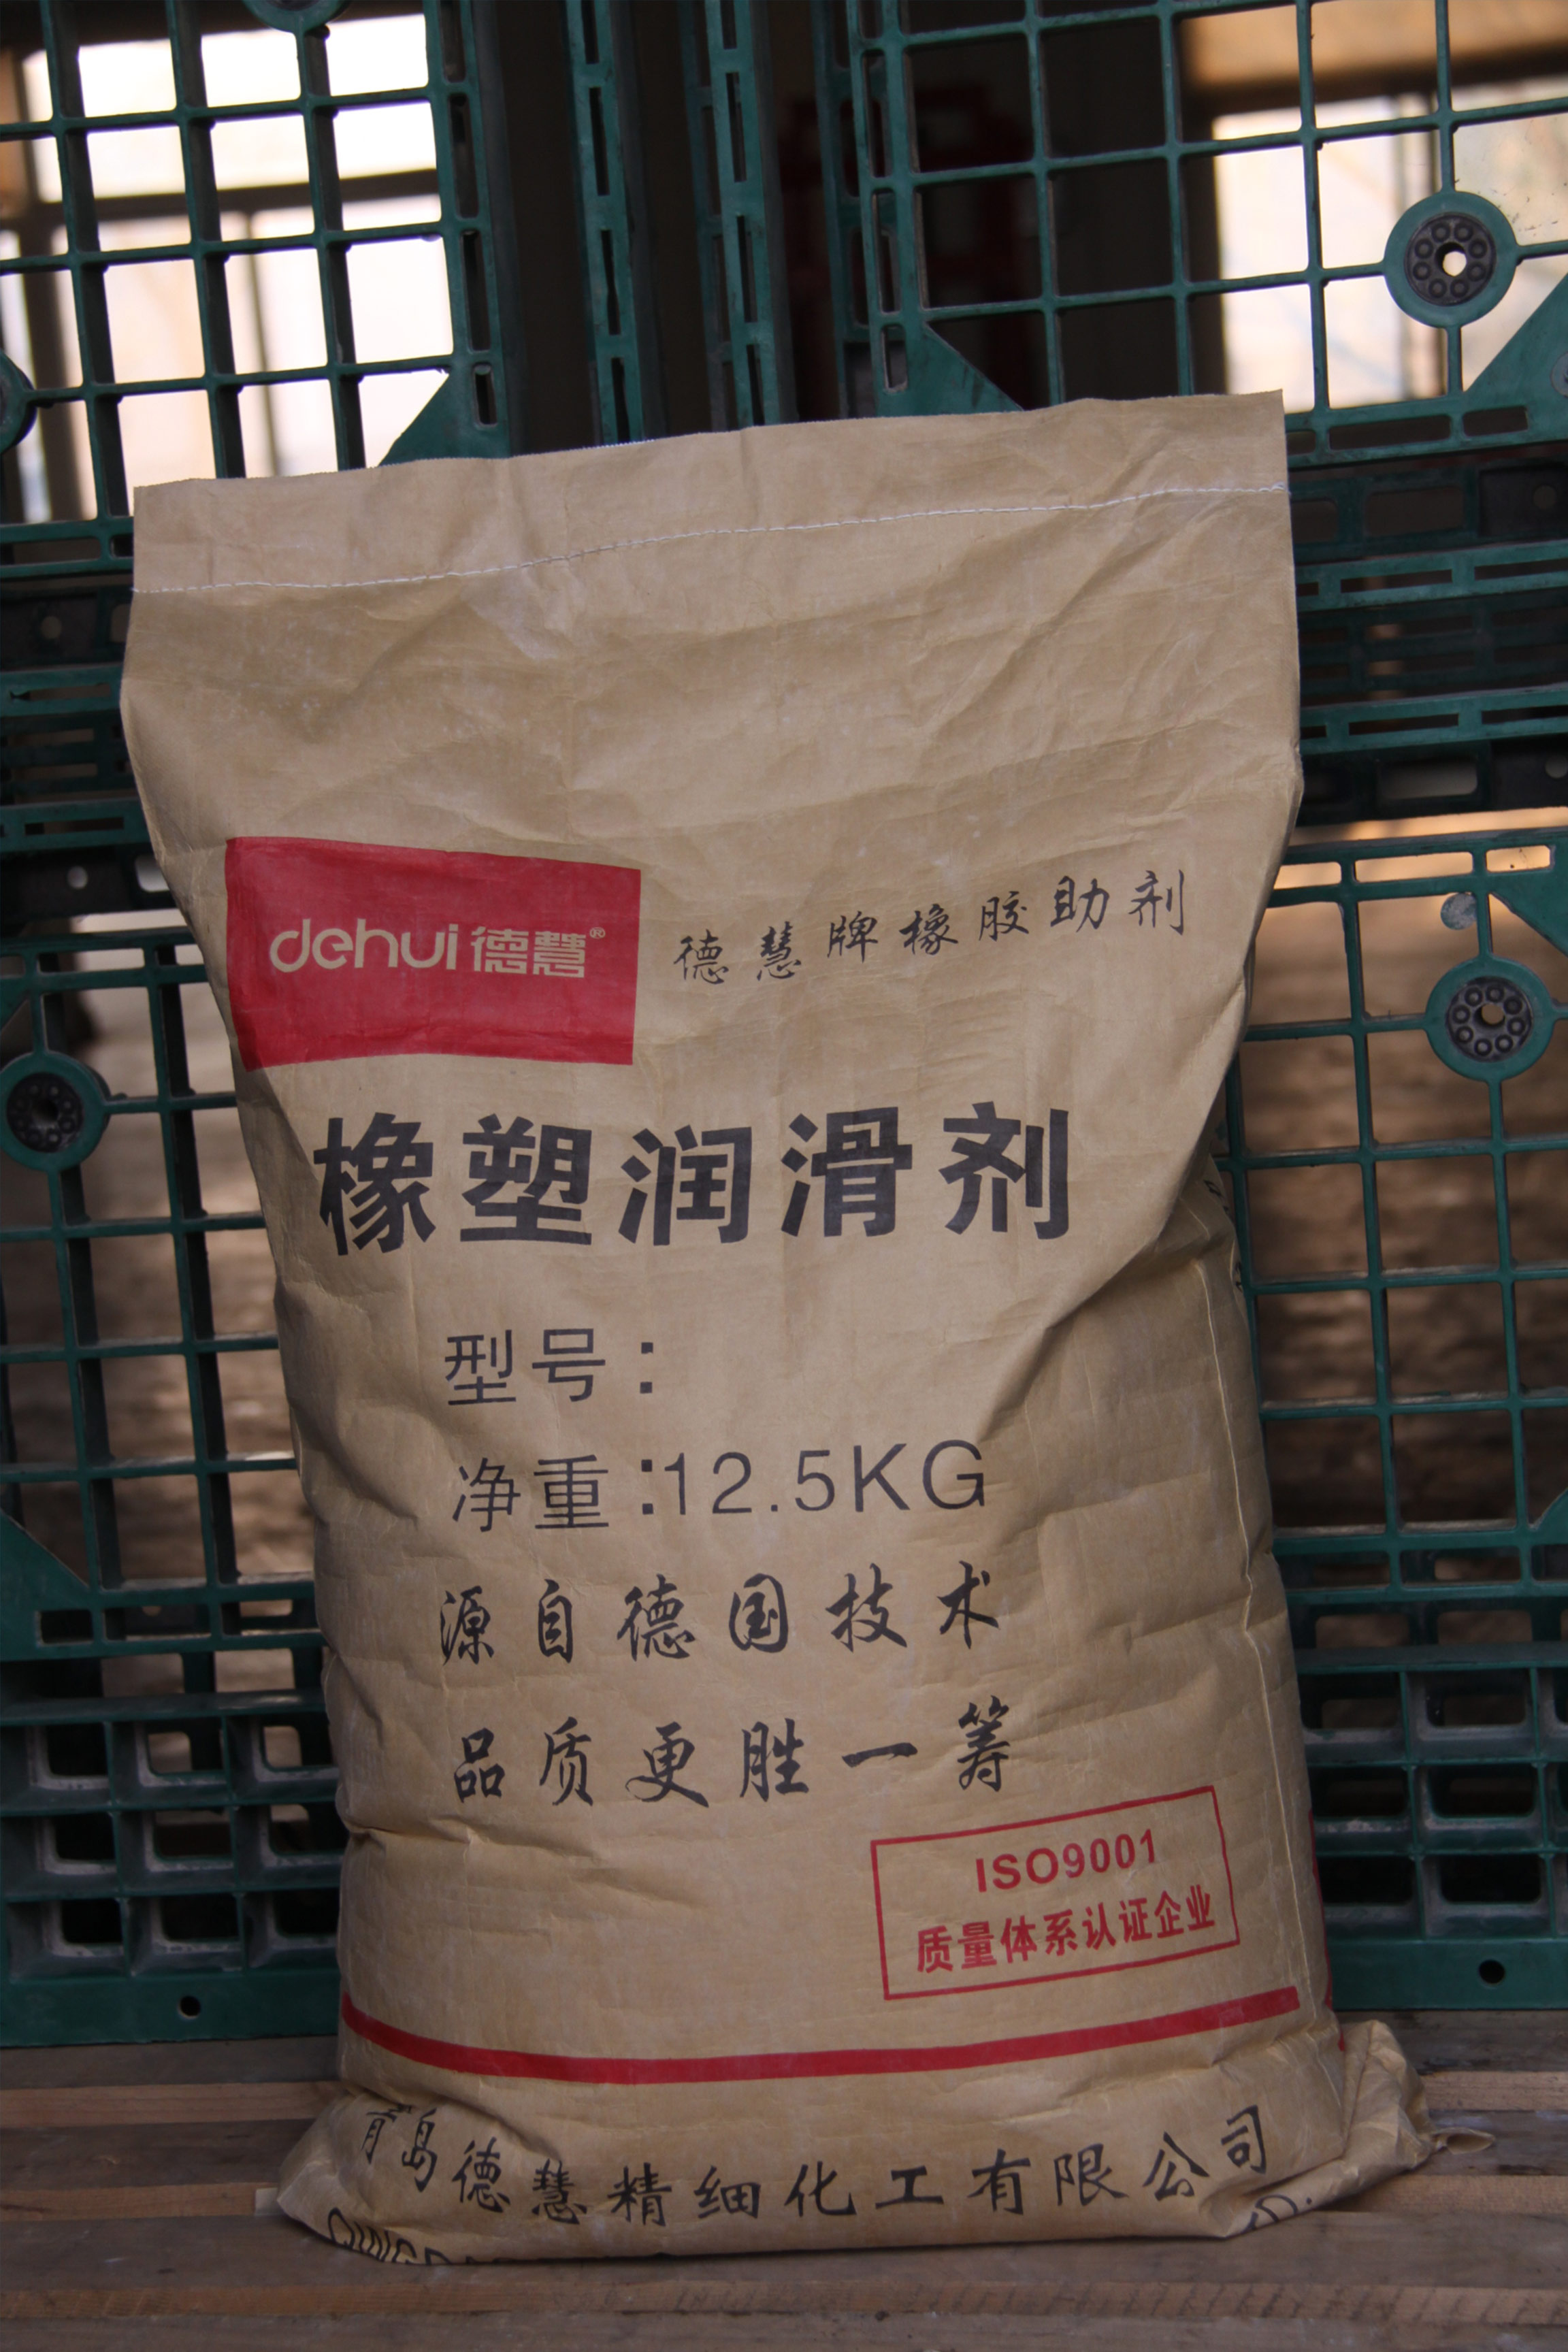 dehui 德慧®
德慧牌橡胶助剂
橡塑润滑剂
型号：
净重：12.5KG
源自德国技术
品质更胜一筹
ISO9001
质量体系认证企业
青岛德慧精细化工有限公司